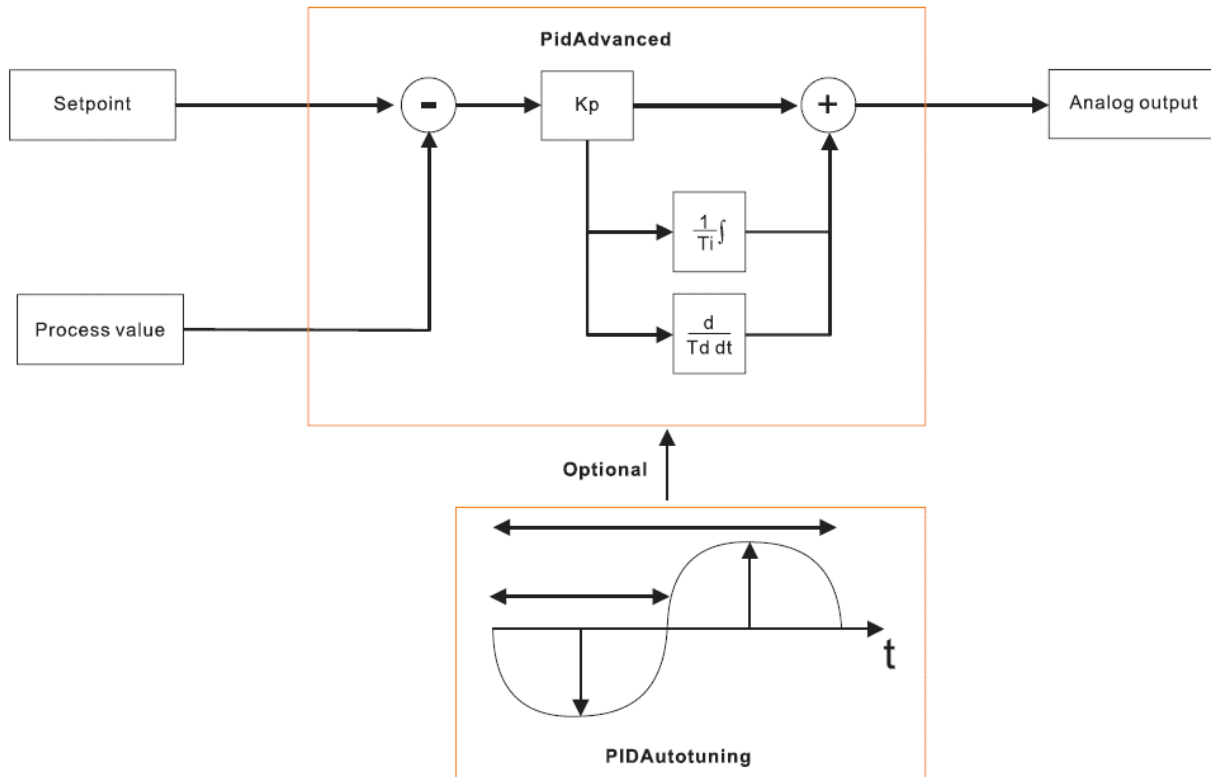 PidAdvanced
Setpoint
-
Kp
+
Analog output
1
Ti ∫
Process value
d
Td dt
Optional
t
PIDAutotuning